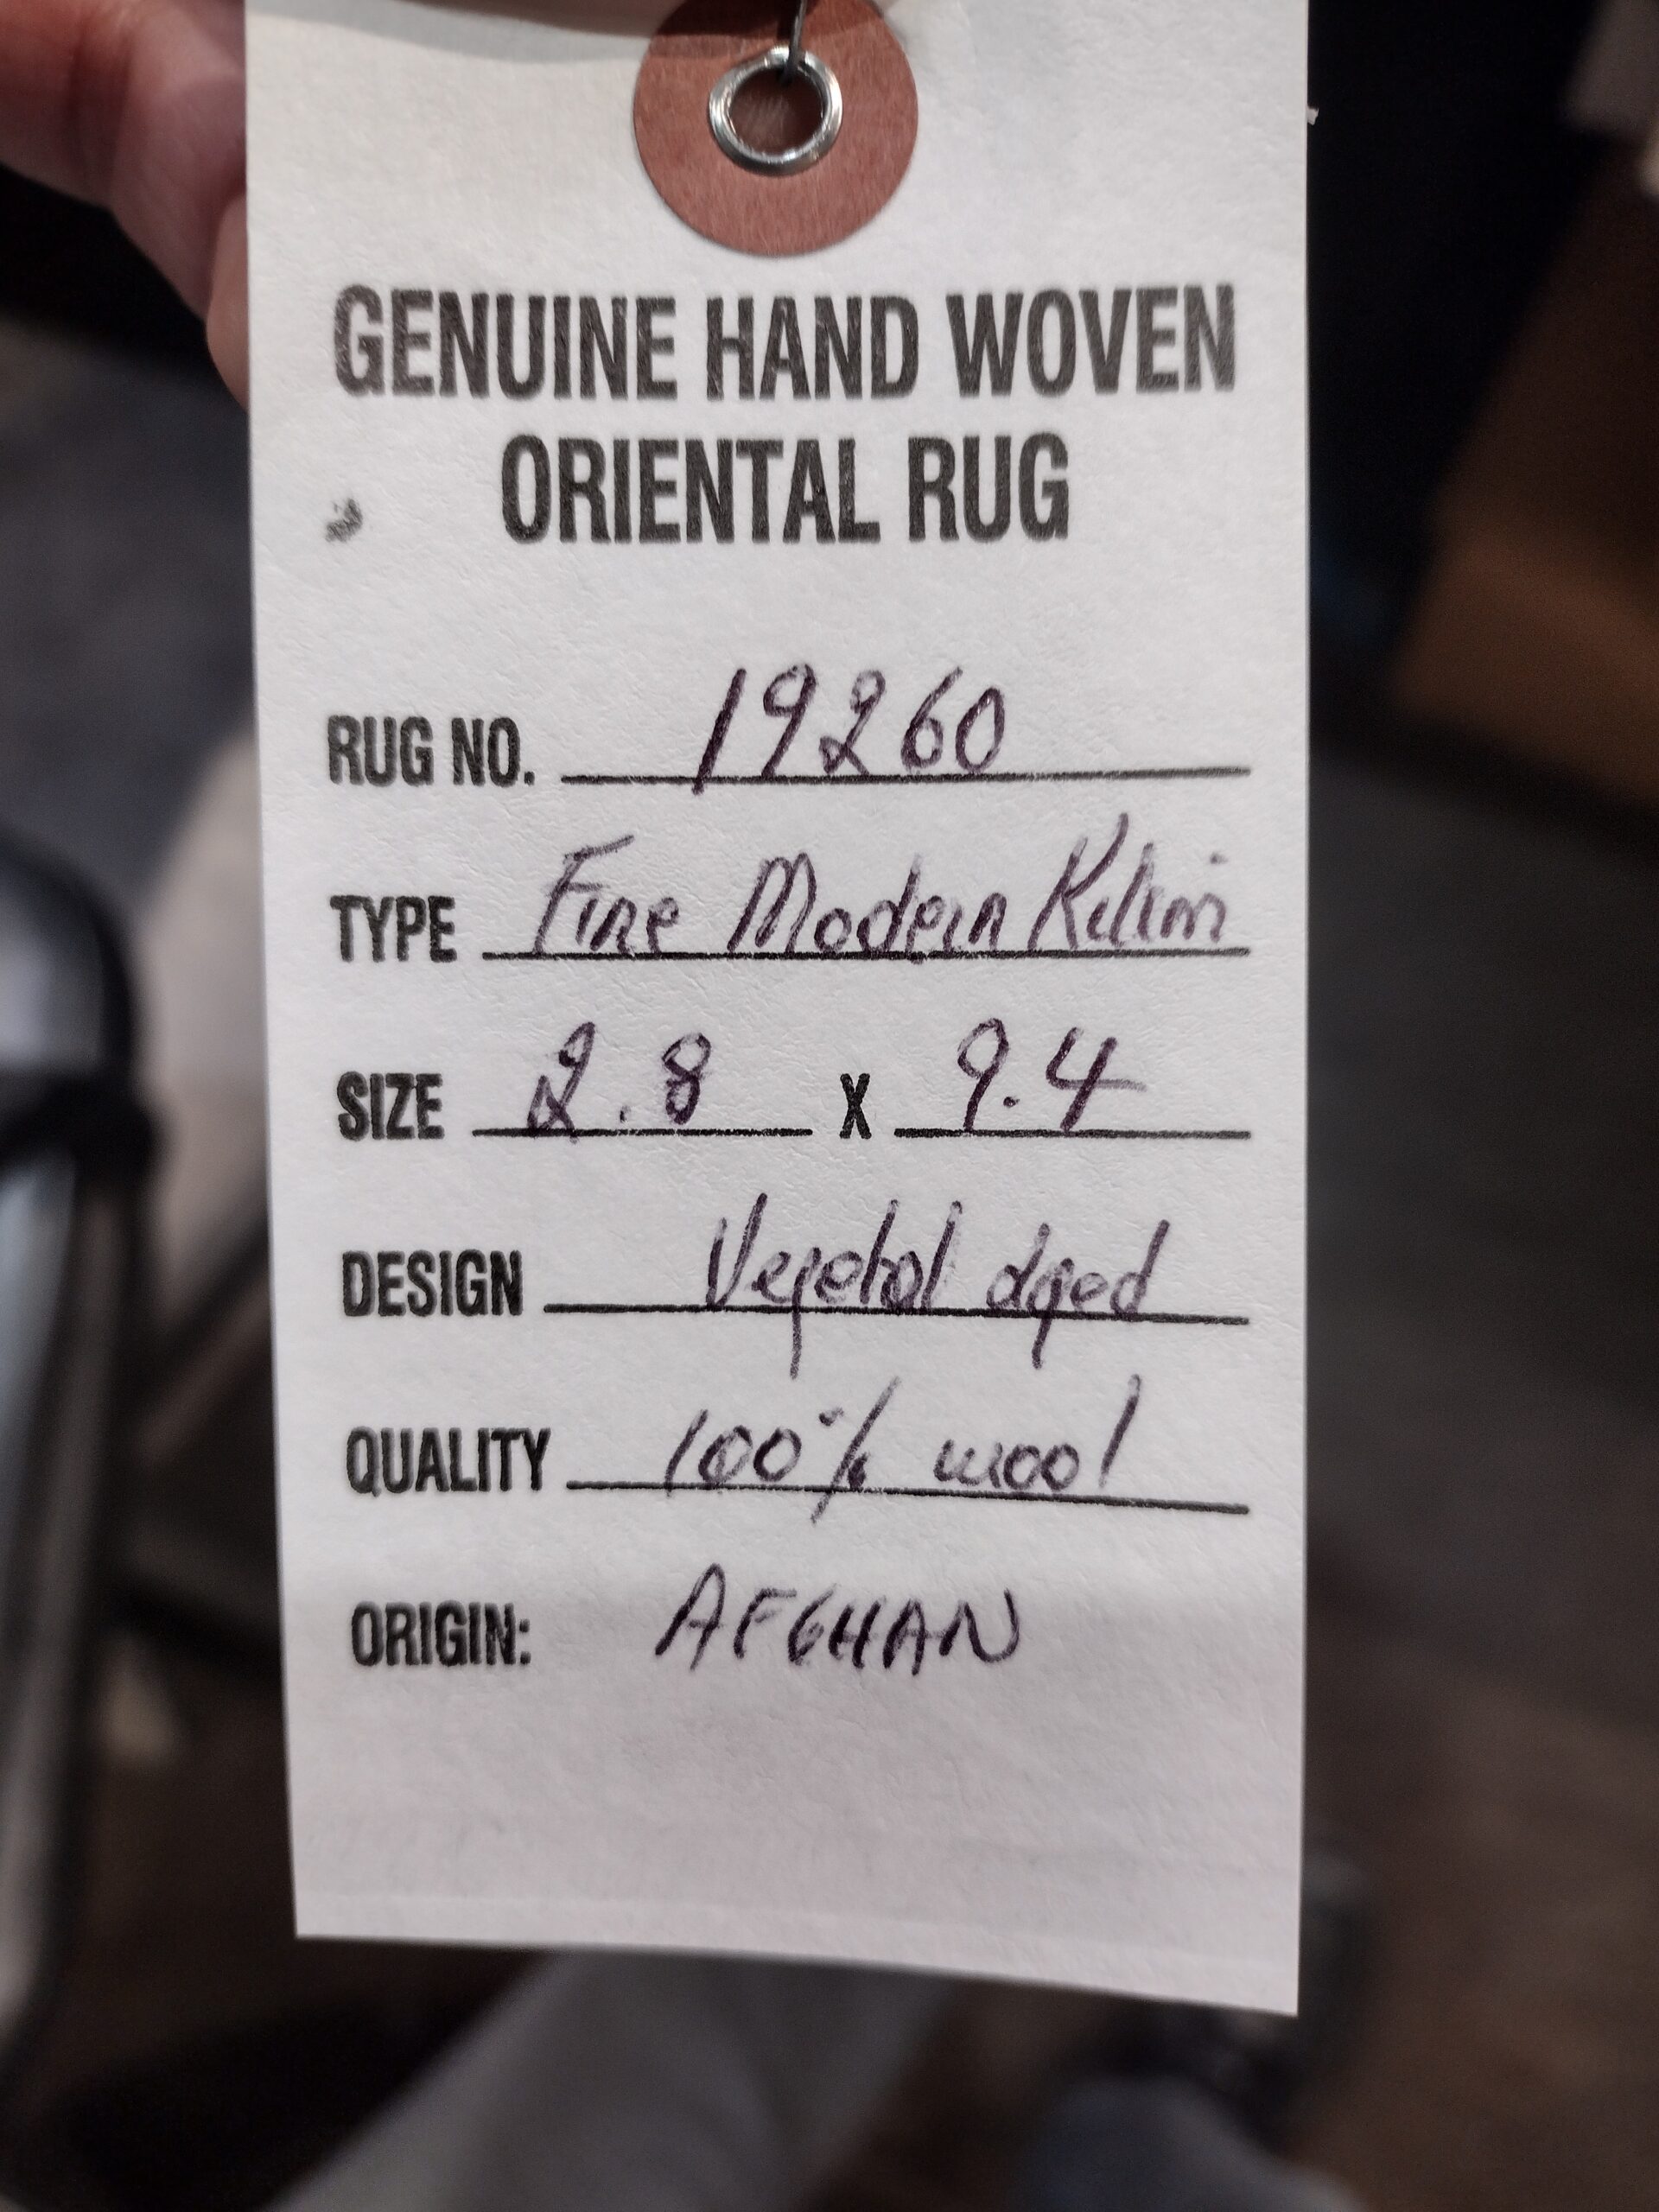 GENUINE HAND WOVEN
ORIENTAL RUG
RUG NO. 19260
TYPE Fine Modern Kilim
SIZE 2.8 X 9.4
DESIGN Vegetal dyed
QUALITY 100% wool
ORIGIN: AFGHAN